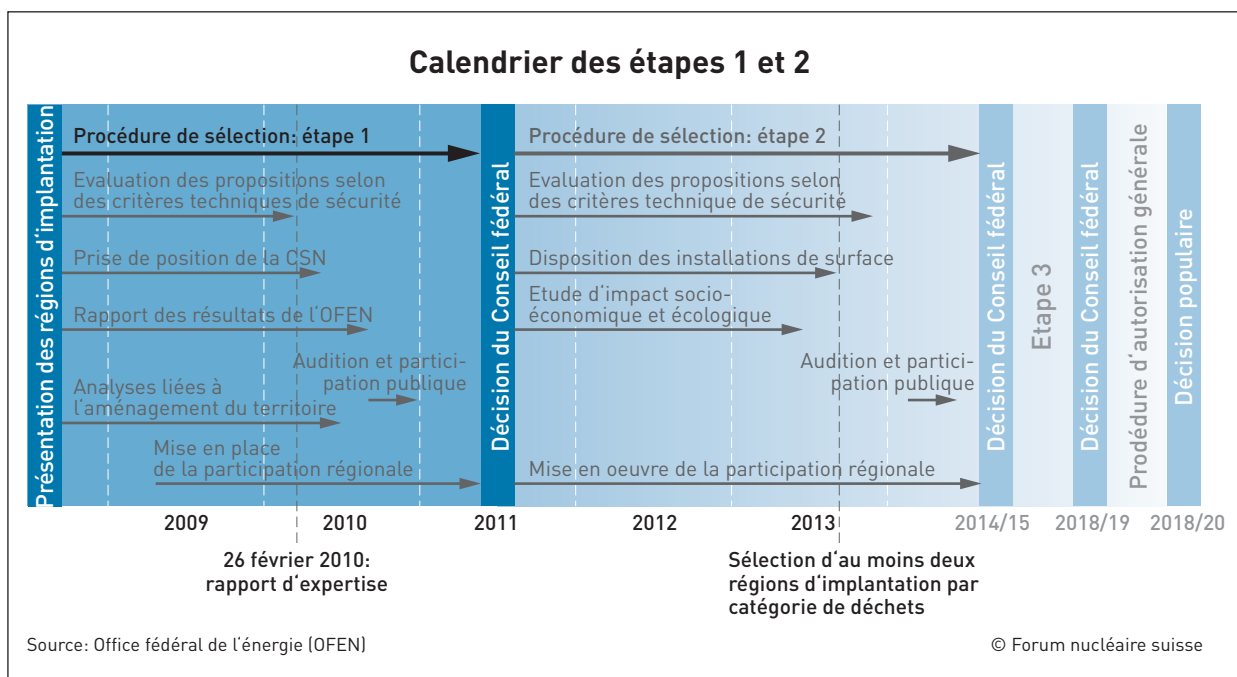 Calendrier des étapes 1 et 2
Présentation des régions d'implantation
Procédure de sélection: étape 1
Evaluation des propositions selon
des critères techniques de sécurité
Prise de position de la CSN
Rapport des résultats de l'OFEN
Audition et partici-
pation publique
Analyses liées à
l'aménagement du territoire
Mise en place
de la participation régionale
Décision du Conseil fédéral
Procédure de sélection: étape 2
Evaluation des propositions selon
des critères technique de sécurité
Disposition des installations de surface
Etude d'impact socio-
économique et écologique
Audition et partici-
pation publique
Mise en oeuvre de la participation régionale
Décision du Conseil fédéral
Etape 3
Décision du Conseil fédéral
Prodédure d'autorisation générale
Décision populaire
2009
2010
2011
2012
2013
2014/15
2018/19
2018/20
26 février 2010:
rapport d'expertise
Sélection d'au moins deux
régions d'implantation par
catégorie de déchets
Source: Office fédéral de l'énergie (OFEN)
© Forum nucléaire suisse